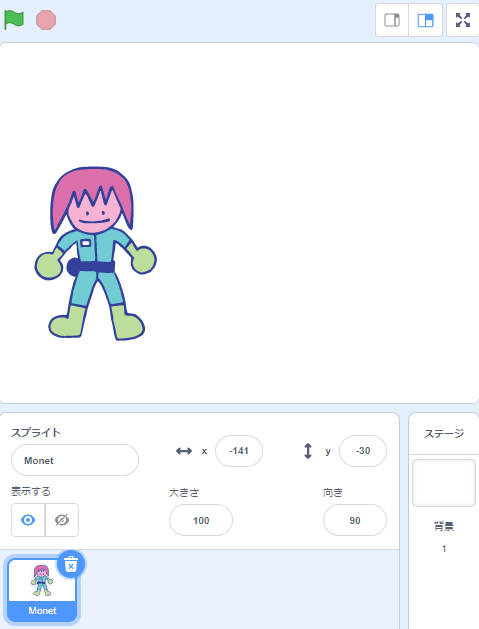 スプライト
Monet
x -141
y -30
表示する
大きさ
100
向き
90
Monet
ステージ
背景
1